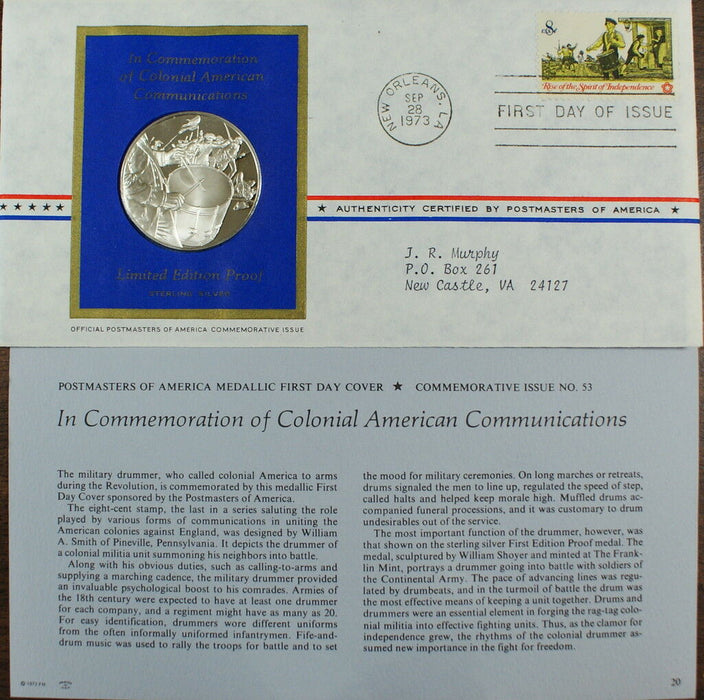 In Commemoration
of Colonial American
Communications
Limited Edition Proof
STERLING SILVER
OFFICIAL POSTMASTERS OF AMERICA COMMEMORATIVE ISSUE
NEW ORLEANS, LA
SEP
28
1973
8
Rise of the Spirit of Independence
FIRST DAY OF ISSUE
★ AUTHENTICITY CERTIFIED BY POSTMASTERS OF AMERICA ★
J. R. Murphy
P.O. Box 261
New Castle, VA 24127
POSTMASTERS OF AMERICA MEDALLIC FIRST DAY COVER ★ COMMEMORATIVE ISSUE NO. 53
In Commemoration of Colonial American Communications
The military drummer, who called colonial America to arms
during the Revolution, is commemorated by this medallic First
Day Cover sponsored by the Postmasters of America.
The eight-cent stamp, the last in a series saluting the role
played by various forms of communications in uniting the
American colonies against England, was designed by William
A. Smith of Pineville, Pennsylvania. It depicts the drummer of
a colonial militia unit summoning his neighbors into battle.
Along with his obvious duties, such as calling-to-arms and
supplying a marching cadence, the military drummer provided
an invaluable psychological boost to his comrades. Armies of
the 18th century were expected to have at least one drummer
for each company, and a regiment might have as many as 20.
For easy identification, drummers wore different uniforms
from the often informally uniformed infantrymen. Fife-and-
drum music was used to rally the troops for battle and to set
the mood for military ceremonies. On long marches or retreats,
drums signaled the men to line up, regulated the speed of step,
called halts and helped keep morale high. Muffled drums ac-
companied funeral processions, and it was customary to drum
undesirables out of the service.
The most important function of the drummer, however, was
that shown on the sterling silver First Edition Proof medal. The
medal, sculptured by William Shoyer and minted at The Frank-
lin Mint, portrays a drummer going into battle with soldiers of
the Continental Army. The pace of advancing lines was regu-
lated by drumbeats, and in the turmoil of battle the drum was
the most effective means of keeping a unit together. Drums and
drummers were an essential element in forging the rag-tag colo-
nial militia into effective fighting units. Thus, as the clamor for
independence grew, the rhythms of the colonial drummer as-
sumed new importance in the fight for freedom.
© 1973 FM
20